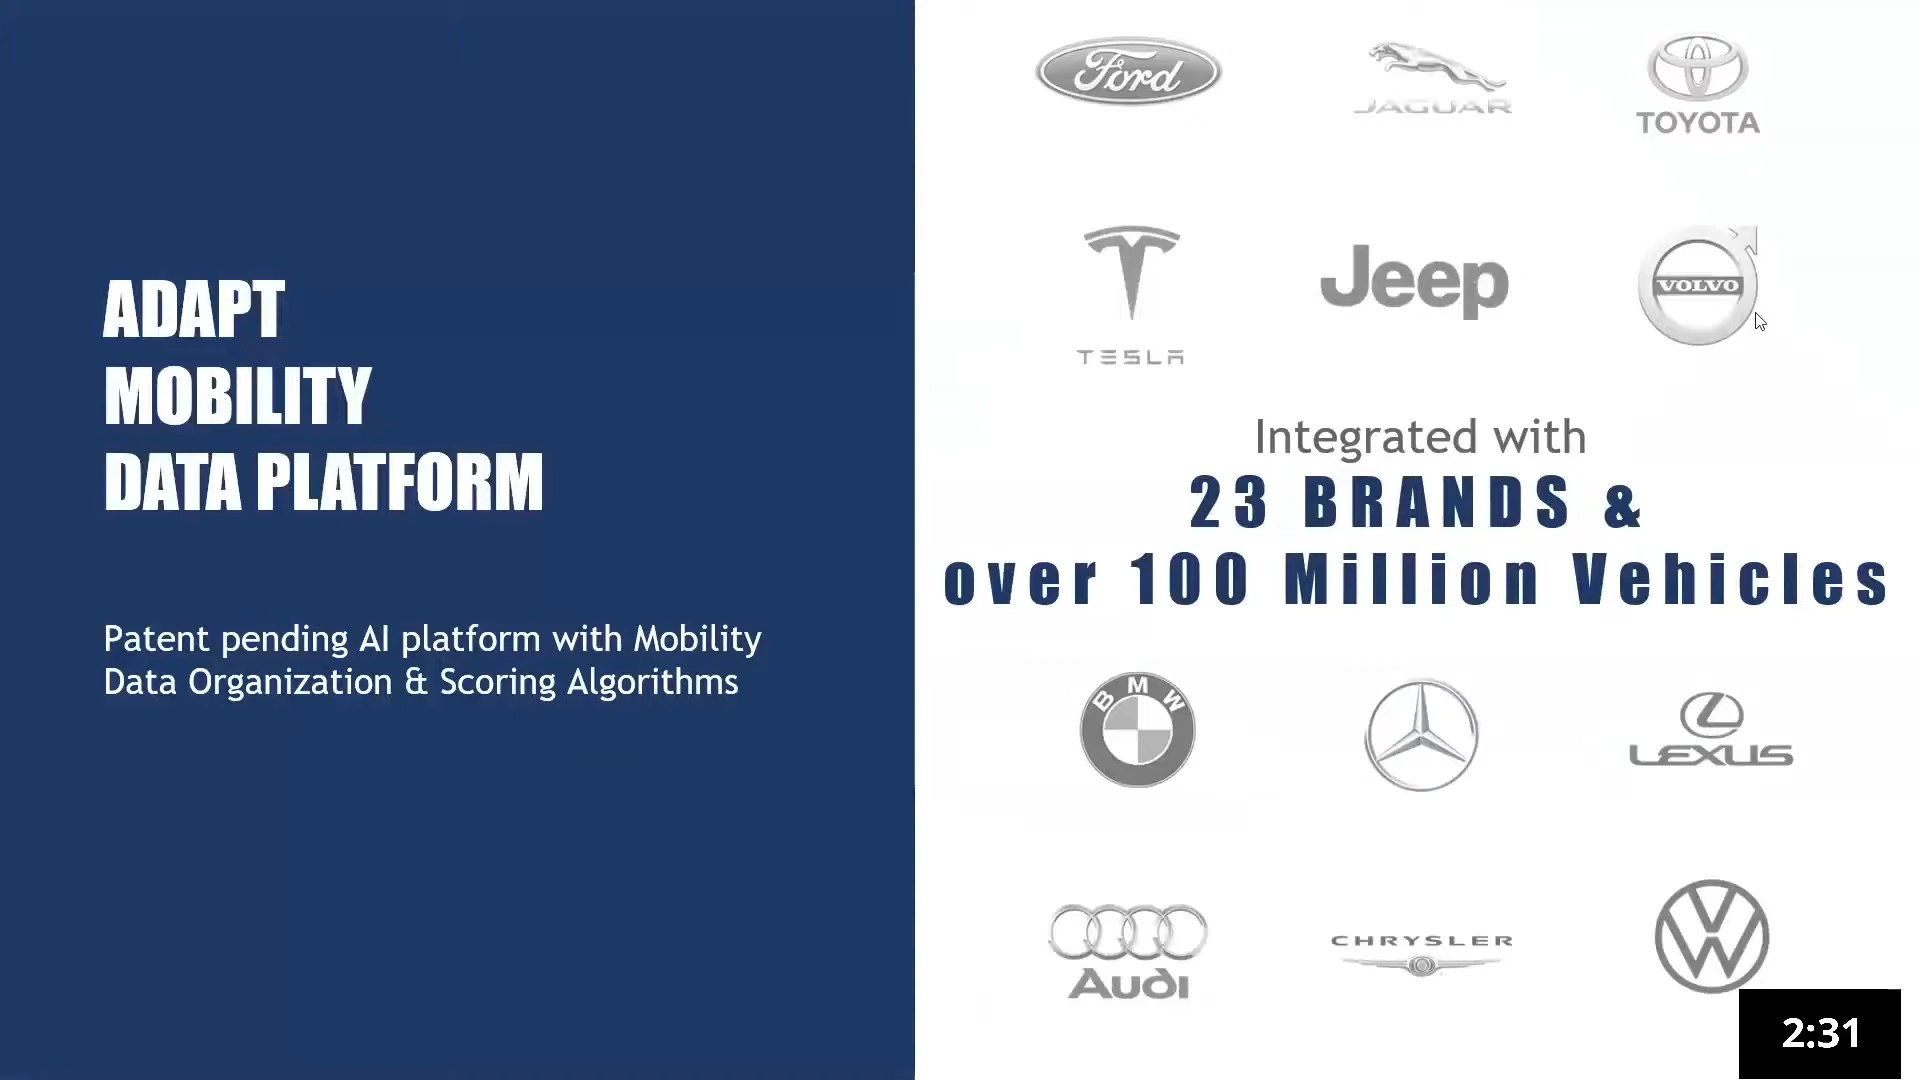 ADAPT
MOBILITY
DATA PLATFORM
Patent pending AI platform with Mobility
Data Organization & Scoring Algorithms
Ford
JAGUAR
TOYOTA
TESLA
Jeep
VOLVO
Integrated with
23 BRANDS &
over 100 Million Vehicles
BMW
LEXUS
Audi
CHRYSLER
VW
2:31